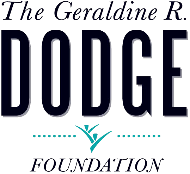 The Geraldine R.
DODGE
FOUNDATION